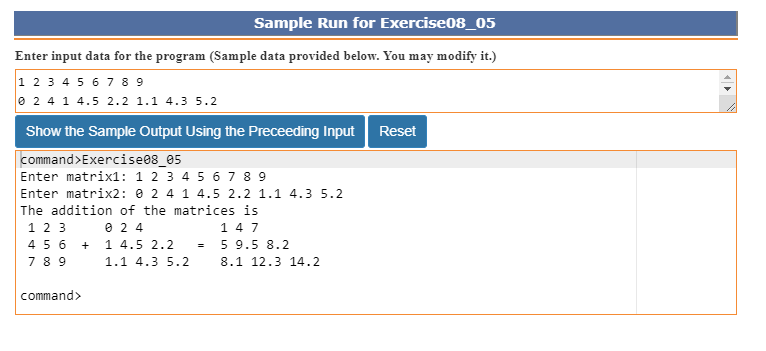 Sample Run for Exercise08_05
Enter input data for the program (Sample data provided below. You may modify it.)
1 2 3 4 5 6 7 8 9
0 2 4 1 4.5 2.2 1.1 4.3 5.2
Show the Sample Output Using the Preceeding Input Reset
command>Exercise08_05
Enter matrix1: 1 2 3 4 5 6 7 8 9
Enter matrix2: 0 2 4 1 4.5 2.2 1.1 4.3 5.2
The addition of the matrices is
1 2 3     0 2 4          1 4 7
4 5 6  +  1 4.5 2.2   =  5 9.5 8.2
7 8 9     1.1 4.3 5.2    8.1 12.3 14.2
command>